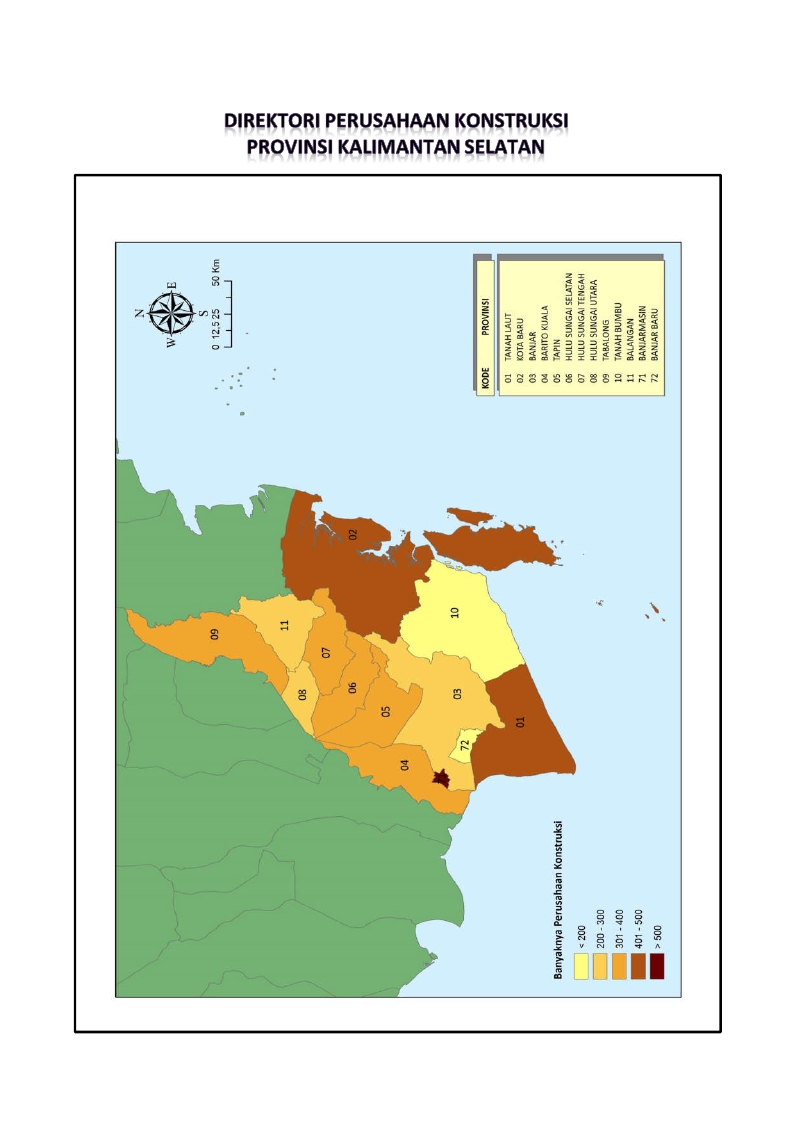 DIREKTORI PERUSAHAAN KONSTRUKSI
PROVINSI KALIMANTAN SELATAN
N
W
E
S
0 12,5 25 50 Km
KODE PROVINSI
01 TANAH LAUT
02 KOTA BARU
03 BANJAR
04 BARITO KUALA
05 TAPIN
06 HULU SUNGAI SELATAN
07 HULU SUNGAI TENGAH
08 HULU SUNGAI UTARA
09 TABALONG
10 TANAH BUMBU
11 BALANGAN
71 BANJARMASIN
72 BANJAR BARU
09
11
02
08
07
06
10
05
03
04
72
01
Banyaknya Perusahaan Konstruksi
< 200
200 - 300
301 - 400
401 - 500
> 500